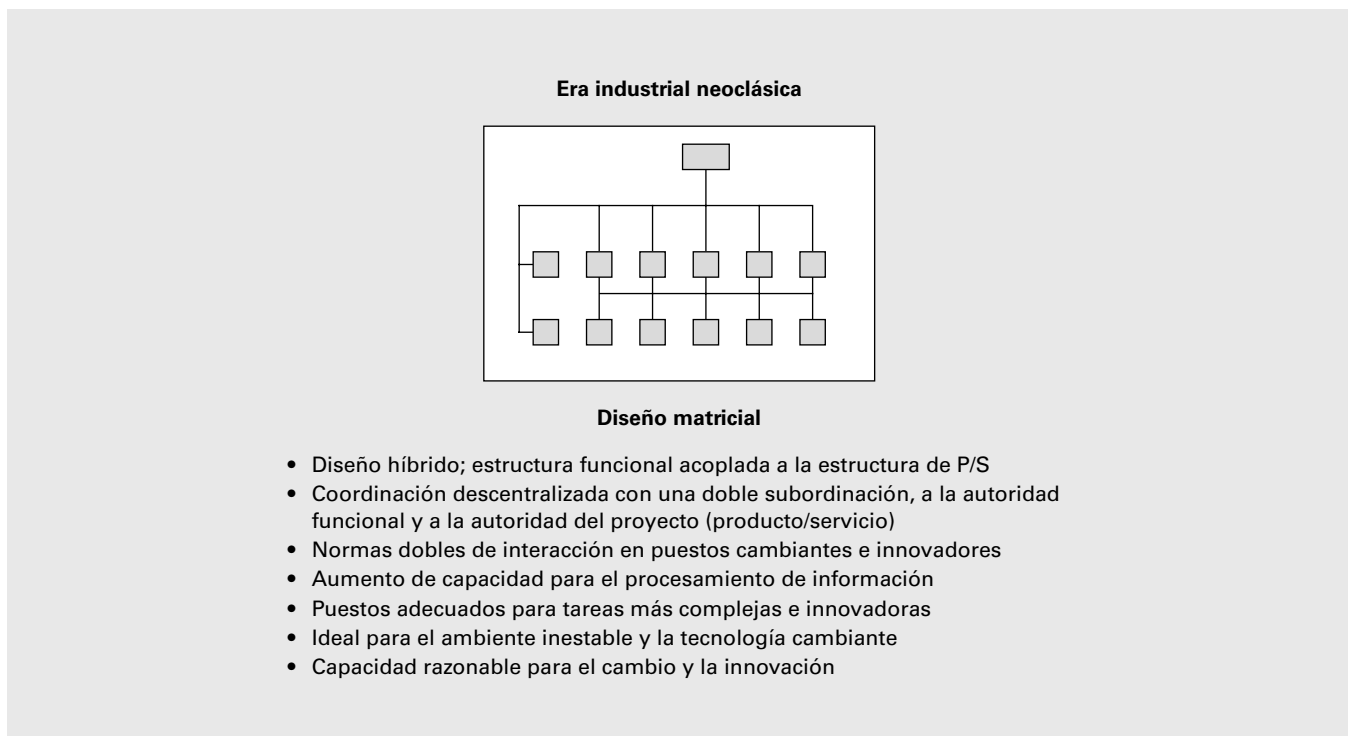 Era industrial neoclásica
Diseño matricial
• Diseño híbrido; estructura funcional acoplada a la estructura de P/S
• Coordinación descentralizada con una doble subordinación, a la autoridad
funcional y a la autoridad del proyecto (producto/servicio)
• Normas dobles de interacción en puestos cambiantes e innovadores
• Aumento de capacidad para el procesamiento de información
• Puestos adecuados para tareas más complejas e innovadoras
• Ideal para el ambiente inestable y la tecnología cambiante
• Capacidad razonable para el cambio y la innovación